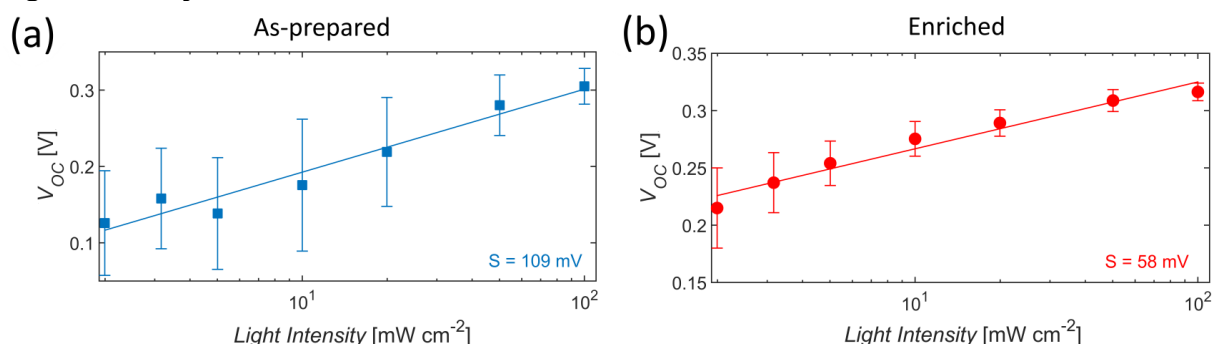 (a) As-prepared
V_OC [V]
0.3
0.2
0.1
S = 109 mV
10^1 10^2
Light Intensity [mW cm^-2]
(b) Enriched
V_OC [V]
0.35
0.3
0.25
0.2
0.15
S = 58 mV
10^1 10^2
Light Intensity [mW cm^-2]